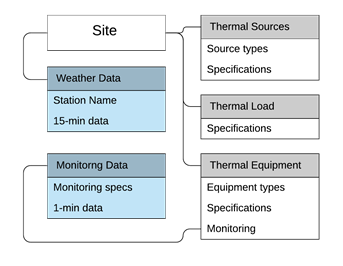 Site
Weather Data
Station Name
15-min data
Monitorng Data
Monitoring specs
1-min data
Thermal Sources
Source types
Specifications
Thermal Load
Specifications
Thermal Equipment
Equipment types
Specifications
Monitoring